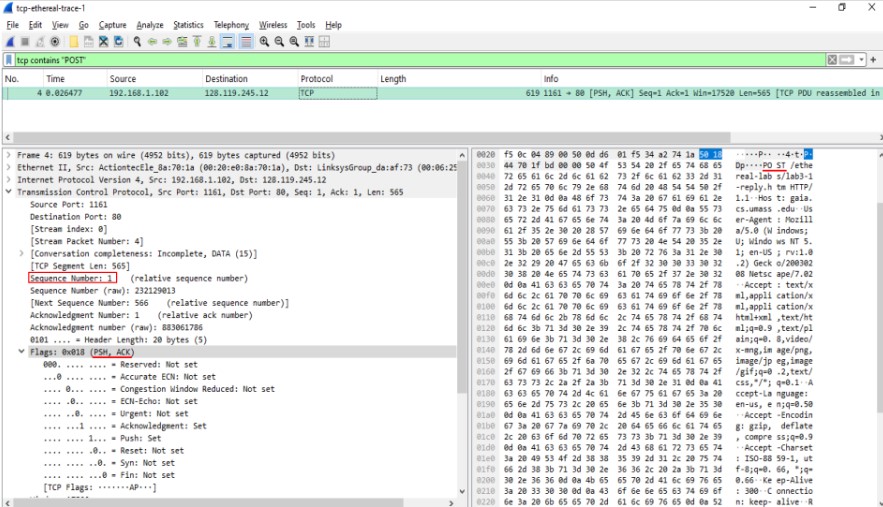 tcp-ethereal-trace-1
File Edit View Go Capture Analyze Statistics Telephony Wireless Tools Help
tcp contains "POST"
No. Time Source Destination Protocol Length Info
4 0.026477 192.168.1.102 128.119.245.12 TCP 619 1161 → 80 [PSH, ACK] Seq=1 Ack=1 Win=17520 Len=565 [TCP PDU reassembled in
Frame 4: 619 bytes on wire (4952 bits), 619 bytes captured (4952 bits)
Ethernet II, Src: ActiontecEle_8a:70:1a (00:20:e0:8a:70:1a), Dst: LinksysGroup_da:af:73 (00:06:25
Internet Protocol Version 4, Src: 192.168.1.102, Dst: 128.119.245.12
Transmission Control Protocol, Src Port: 1161, Dst Port: 80, Seq: 1, Ack: 1, Len: 565
Source Port: 1161
Destination Port: 80
[Stream index: 0]
[Stream Packet Number: 4]
[Conversation completeness: Incomplete, DATA (15)]
[TCP Segment Len: 565]
Sequence Number: 1 (relative sequence number)
Sequence Number (raw): 232129013
[Next Sequence Number: 566 (relative sequence number)]
Acknowledgment Number: 1 (relative ack number)
Acknowledgment number (raw): 883061786
0101 .... = Header Length: 20 bytes (5)
Flags: 0x018 (PSH, ACK)
000. .... .... = Reserved: Not set
...0 .... .... = Accurate ECN: Not set
.... 0... .... = Congestion Window Reduced: Not set
.... .0.. .... = ECN-Echo: Not set
.... ..0. .... = Urgent: Not set
.... ...1 .... = Acknowledgment: Set
.... .... 1... = Push: Set
.... .... .0.. = Reset: Not set
.... .... ..0. = Syn: Not set
.... .... ...0 = Fin: Not set
[TCP Flags: ·······AP···]
0020 f5 0c 04 89 00 50 0d d6 01 f5 34 a2 74 1a 50 18 ·····P·· ··4·t·P·
0030 44 70 1f bd 00 00 50 4f 53 54 20 2f 65 74 68 65 Dp····PO ST /ethe
0040 72 65 61 6c 2d 6c 61 62 73 2f 6c 61 62 33 2d 31 real-lab s/lab3-1
0050 2d 72 65 70 6c 79 2e 68 74 6d 20 48 54 54 50 2f -reply.h tm HTTP/
0060 31 2e 31 0d 0a 48 6f 73 74 3a 20 67 61 69 61 2e 1.1··Hos t: gaia.
0070 63 73 2e 75 6d 61 73 73 2e 65 64 75 0d 0a 55 73 cs.umass .edu··Us
0080 65 72 2d 41 67 65 6e 74 3a 20 4d 6f 7a 69 6c 6c er-Agent : Mozill
0090 61 2f 35 2e 30 20 28 57 69 6e 64 6f 77 73 3b 20 a/5.0 (W indows;
00a0 55 3b 20 57 69 6e 64 6f 77 73 20 4e 54 20 35 2e U; Windo ws NT 5.
00b0 31 3b 20 65 6e 2d 55 53 3b 20 72 76 3a 31 2e 30 1; en-US ; rv:1.0
00c0 2e 32 29 20 47 65 63 6b 6f 2f 32 30 30 33 30 32 .2) Geck o/200302
00d0 30 38 20 4e 65 74 73 63 61 70 65 2f 37 2e 30 32 08 Netsc ape/7.02
00e0 0d 0a 41 63 63 65 70 74 3a 20 74 65 78 74 2f 78 ··Accept : text/x
00f0 6d 6c 2c 61 70 70 6c 69 63 61 74 69 6f 6e 2f 78 ml,appli cation/x
0100 6d 6c 2c 61 70 70 6c 69 63 61 74 69 6f 6e 2f 78 ml,appli cation/x
0110 68 74 6d 6c 2b 78 6d 6c 2c 74 65 78 74 2f 68 74 html+xml ,text/ht
0120 6d 6c 3b 71 3d 30 2e 39 2c 74 65 78 74 2f 70 6c ml;q=0.9 ,text/pl
0130 61 69 6e 3b 71 3d 30 2e 38 2c 76 69 64 65 6f 2f ain;q=0. 8,video/
0140 78 2d 6d 6e 67 2c 69 6d 61 67 65 2f 70 6e 67 2c x-mng,im age/png,
0150 69 6d 61 67 65 2f 6a 70 65 67 2c 69 6d 61 67 65 image/jp eg,image
0160 2f 67 69 66 3b 71 3d 30 2e 32 2c 74 65 78 74 2f /gif;q=0 .2,text/
0170 63 73 73 2c 2a 2f 2a 3b 71 3d 30 2e 31 0d 0a 41 css,*/*; q=0.1··A
0180 63 63 65 70 74 2d 4c 61 6e 67 75 61 67 65 3a 20 ccept-La nguage:
0190 65 6e 2d 75 73 2c 20 65 6e 3b 71 3d 30 2e 35 30 en-us, e n;q=0.50
01a0 0d 0a 41 63 63 65 70 74 2d 45 6e 63 6f 64 69 6e ··Accept -Encodin
01b0 67 3a 20 67 7a 69 70 2c 20 64 65 66 6c 61 74 65 g: gzip, deflate
01c0 2c 20 63 6f 6d 70 72 65 73 73 3b 71 3d 30 2e 39 , compre ss;q=0.9
01d0 0d 0a 41 63 63 65 70 74 2d 43 68 61 72 73 65 74 ··Accept -Charset
01e0 3a 20 49 53 4f 2d 38 38 35 39 2d 31 2c 20 75 74 : ISO-88 59-1, ut
01f0 66 2d 38 3b 71 3d 30 2e 36 36 2c 20 2a 3b 71 3d f-8;q=0. 66, *;q=
0200 30 2e 36 36 0d 0a 4b 65 65 70 2d 41 6c 69 76 65 0.66··Ke ep-Alive
0210 3a 20 33 30 30 0d 0a 43 6f 6e 6e 65 63 74 69 6f : 300··C onnectio
0220 6e 3a 20 6b 65 65 70 2d 61 6c 69 76 65 0d 0a 52 n: keep- alive··R